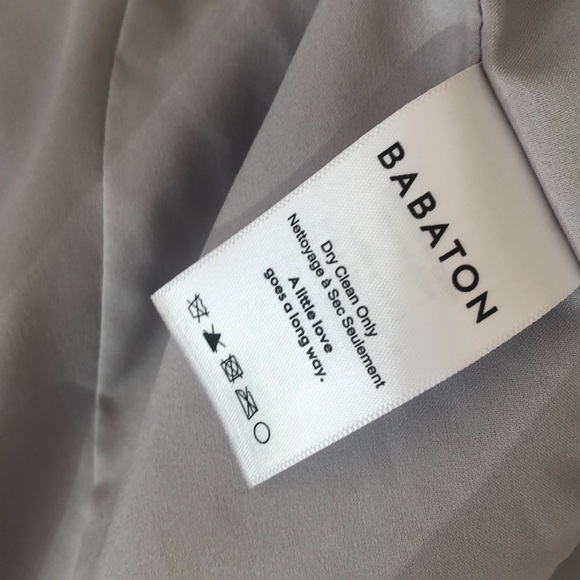 BABATON
Dry Clean Only
Nettoyage à Sec Seulement
A little love
goes a long way.